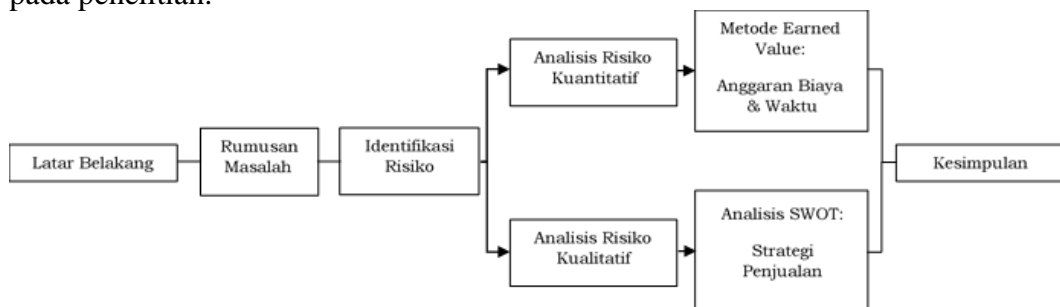 pada penelitian.
Latar Belakang
Rumusan
Masalah
Identifikasi
Risiko
Analisis Risiko
Kuantitatif
Metode Earned
Value:
Anggaran Biaya
& Waktu
Analisis Risiko
Kualitatif
Analisis SWOT:
Strategi
Penjualan
Kesimpulan